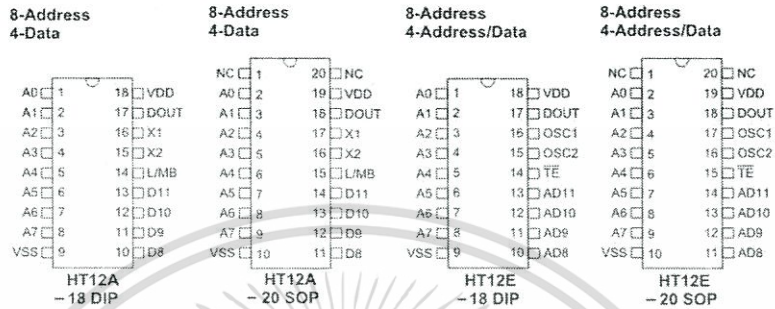 8-Address
4-Data
NC 1 20 NC
A0 1 18 VDD
A1 2 17 DOUT
A2 3 16 X1
A3 4 15 X2
A4 5 14 L/MB
A5 6 13 D11
A6 7 12 D10
A7 8 11 D9
VSS 9 10 D8
HT12A
– 18 DIP
8-Address
4-Data
A0 2 19 VDD
A1 3 18 DOUT
A2 4 17 X1
A3 5 16 X2
A4 6 15 L/MB
A5 7 14 D11
A6 8 13 D10
A7 9 12 D9
VSS 10 11 D8
HT12A
– 20 SOP
8-Address
4-Address/Data
A0 1 18 VDD
A1 2 17 DOUT
A2 3 16 OSC1
A3 4 15 OSC2
A4 5 14 TE
A5 6 13 AD11
A6 7 12 AD10
A7 8 11 AD9
VSS 9 10 AD8
HT12E
– 18 DIP
8-Address
4-Address/Data
NC 1 20 NC
A0 2 19 VDD
A1 3 18 DOUT
A2 4 17 OSC1
A3 5 16 OSC2
A4 6 15 TE
A5 7 14 AD11
A6 8 13 AD10
A7 9 12 AD9
VSS 10 11 AD8
HT12E
– 20 SOP